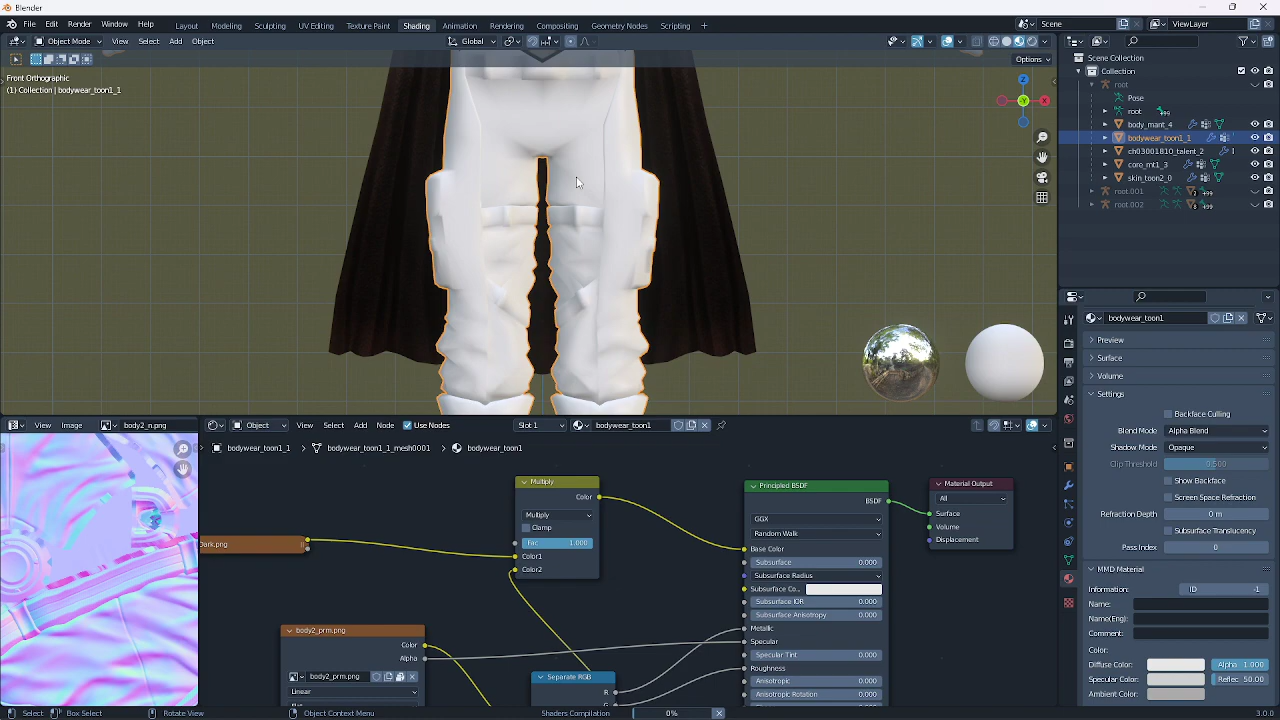 Blender
File Edit Render Window Help Layout Modeling Sculpting UV Editing Texture Paint Shading Animation Rendering Compositing Geometry Nodes Scripting + Scene ViewLayer
Object Mode View Select Add Object Global
Options
Front Orthographic
(1) Collection | bodywear_toon1_1
Z
Y
X
Scene Collection
Collection
root
Pose
root
body_mant_4
bodywear_toon1_1
ch03001810_talent_2
core_mt1_3
skin_toon2_0
root.001
root.002
bodywear_toon1
Preview
Surface
Volume
Settings
Backface Culling
Blend Mode Alpha Blend
Shadow Mode Opaque
Clip Threshold 0.500
Show Backface
Screen Space Refraction
Refraction Depth 0 m
Subsurface Translucency
Pass Index 0
MMD Material
Information: ID -1
Name:
Name(Eng):
Comment:
Color:
Diffuse Color: Alpha 1.000
Specular Color: Reflec 50.00
Ambient Color:
View Image body2_n.png
Object View Select Add Node Use Nodes Slot 1 bodywear_toon1
bodywear_toon1_1 > bodywear_toon1_1_mesh0001 > bodywear_toon1
Dark.png
Multiply
Color
Multiply
Clamp
Fac 1.000
Color1
Color2
body2_prm.png
Color
Alpha
body2_prm.png
Linear
Separate RGB
R
G
Principled BSDF
BSDF
GGX
Random Walk
Base Color
Subsurface 0.000
Subsurface Radius
Subsurface Co..
Subsurface IOR 0.000
Subsurface Anisotropy 0.000
Metallic
Specular
Specular Tint 0.000
Roughness
Anisotropic 0.000
Anisotropic Rotation 0.000
Material Output
All
Surface
Volume
Displacement
Select Box Select Rotate View Object Context Menu Shaders Compilation 0% 3.0.0